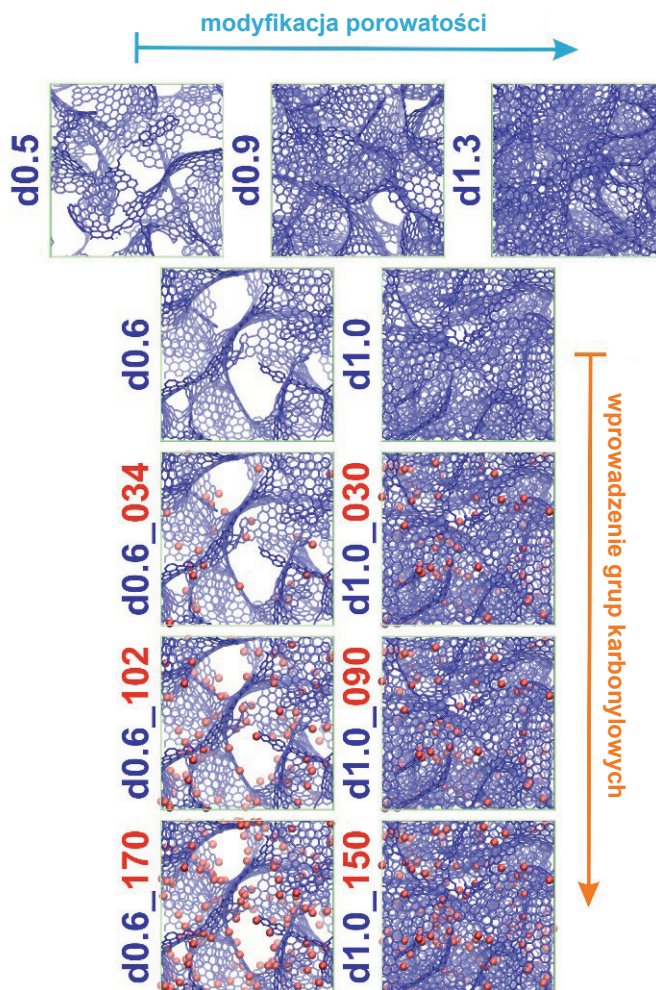 modyfikacja porowatości
d0.5
d0.9
d1.3
d0.6
d1.0
wprowadzenie grup karbonylowych
d0.6_034
d1.0_030
d0.6_102
d1.0_090
d0.6_170
d1.0_150